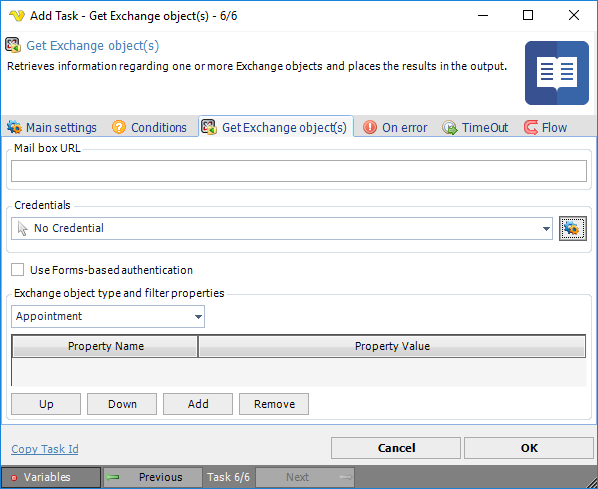 Add Task - Get Exchange object(s) - 6/6
Get Exchange object(s)
Retrieves information regarding one or more Exchange objects and places the results in the output.
Main settings Conditions Get Exchange object(s) On error TimeOut Flow
Mail box URL
Credentials
No Credential
Use Forms-based authentication
Exchange object type and filter properties
Appointment
Property Name Property Value
Up Down Add Remove
Copy Task Id Cancel OK
Variables Previous Task 6/6 Next